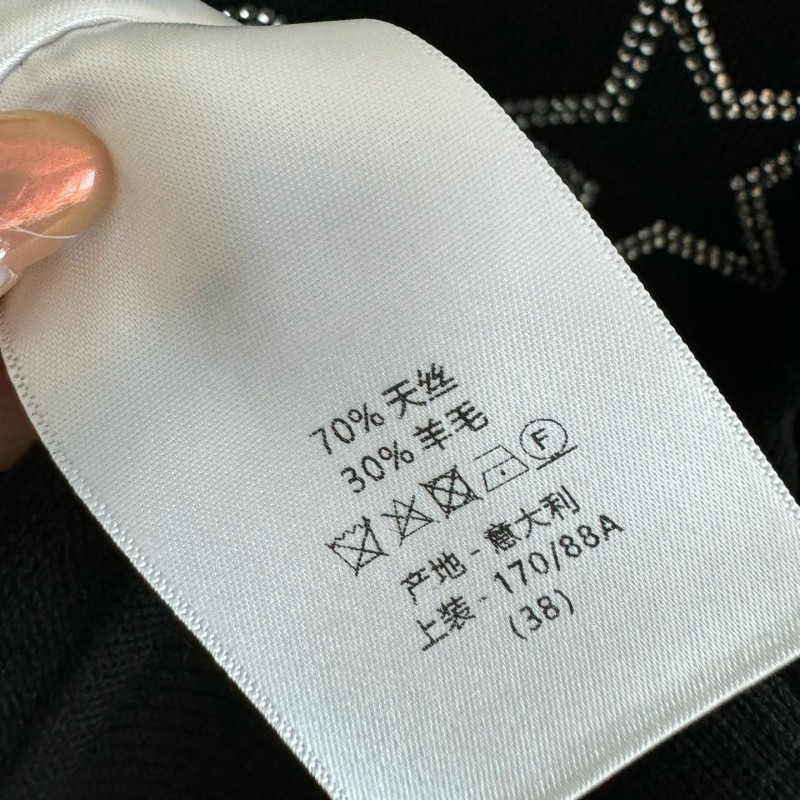 70% 天丝
30% 羊毛
F
产地 - 意大利
上装 - 170/88A
(38)